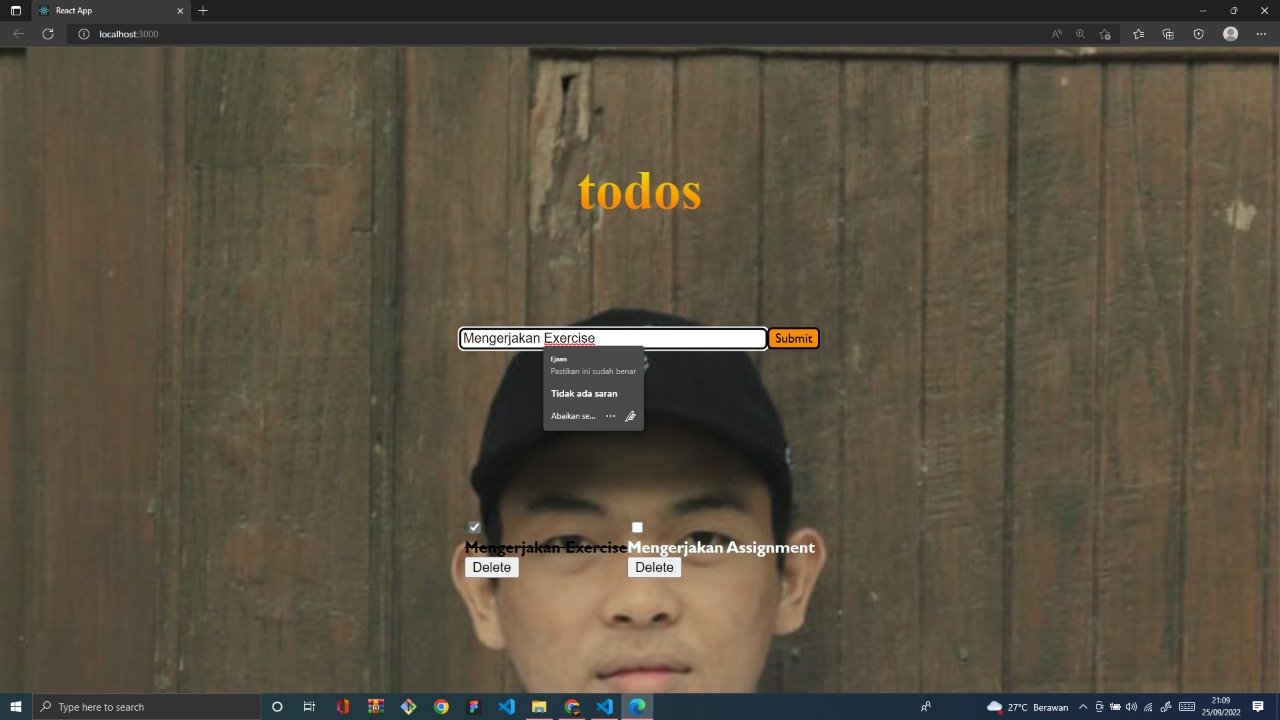 React App
localhost:3000
todos
Mengerjakan Exercise
Submit
Ejaan
Pastikan ini sudah benar
Tidak ada saran
Abaikan se...
Mengerjakan Exercise
Mengerjakan Assignment
Delete
Delete
Type here to search
27°C Berawan
21:09
25/09/2022